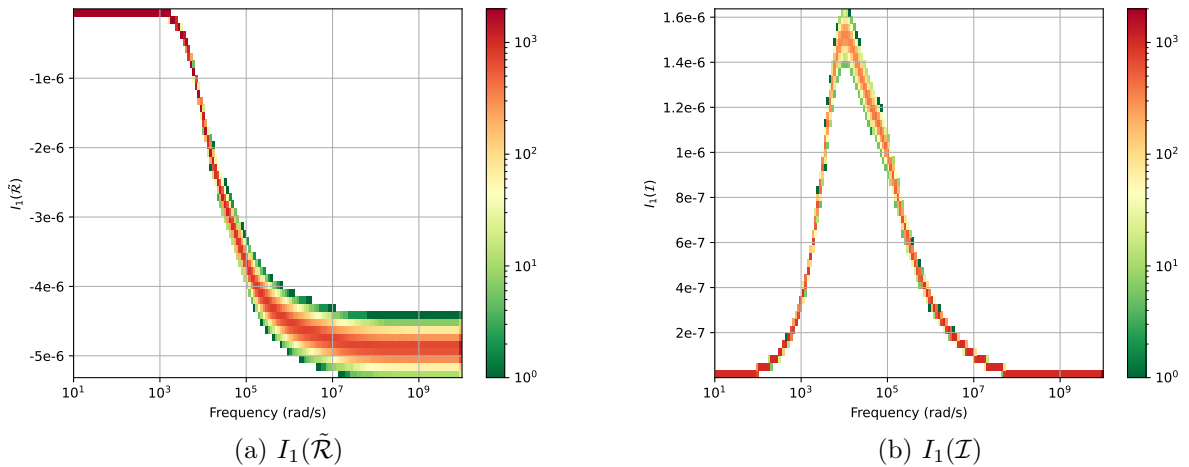 -1e-6
-2e-6
-3e-6
-4e-6
-5e-6
I₁(R̃)
10¹ 10³ 10⁵ 10⁷ 10⁹
Frequency (rad/s)
10³
10²
10¹
10⁰
(a) I₁(R̃)
1.6e-6
1.4e-6
1.2e-6
1e-6
8e-7
6e-7
4e-7
2e-7
I₁(I)
10¹ 10³ 10⁵ 10⁷ 10⁹
Frequency (rad/s)
10³
10²
10¹
10⁰
(b) I₁(I)